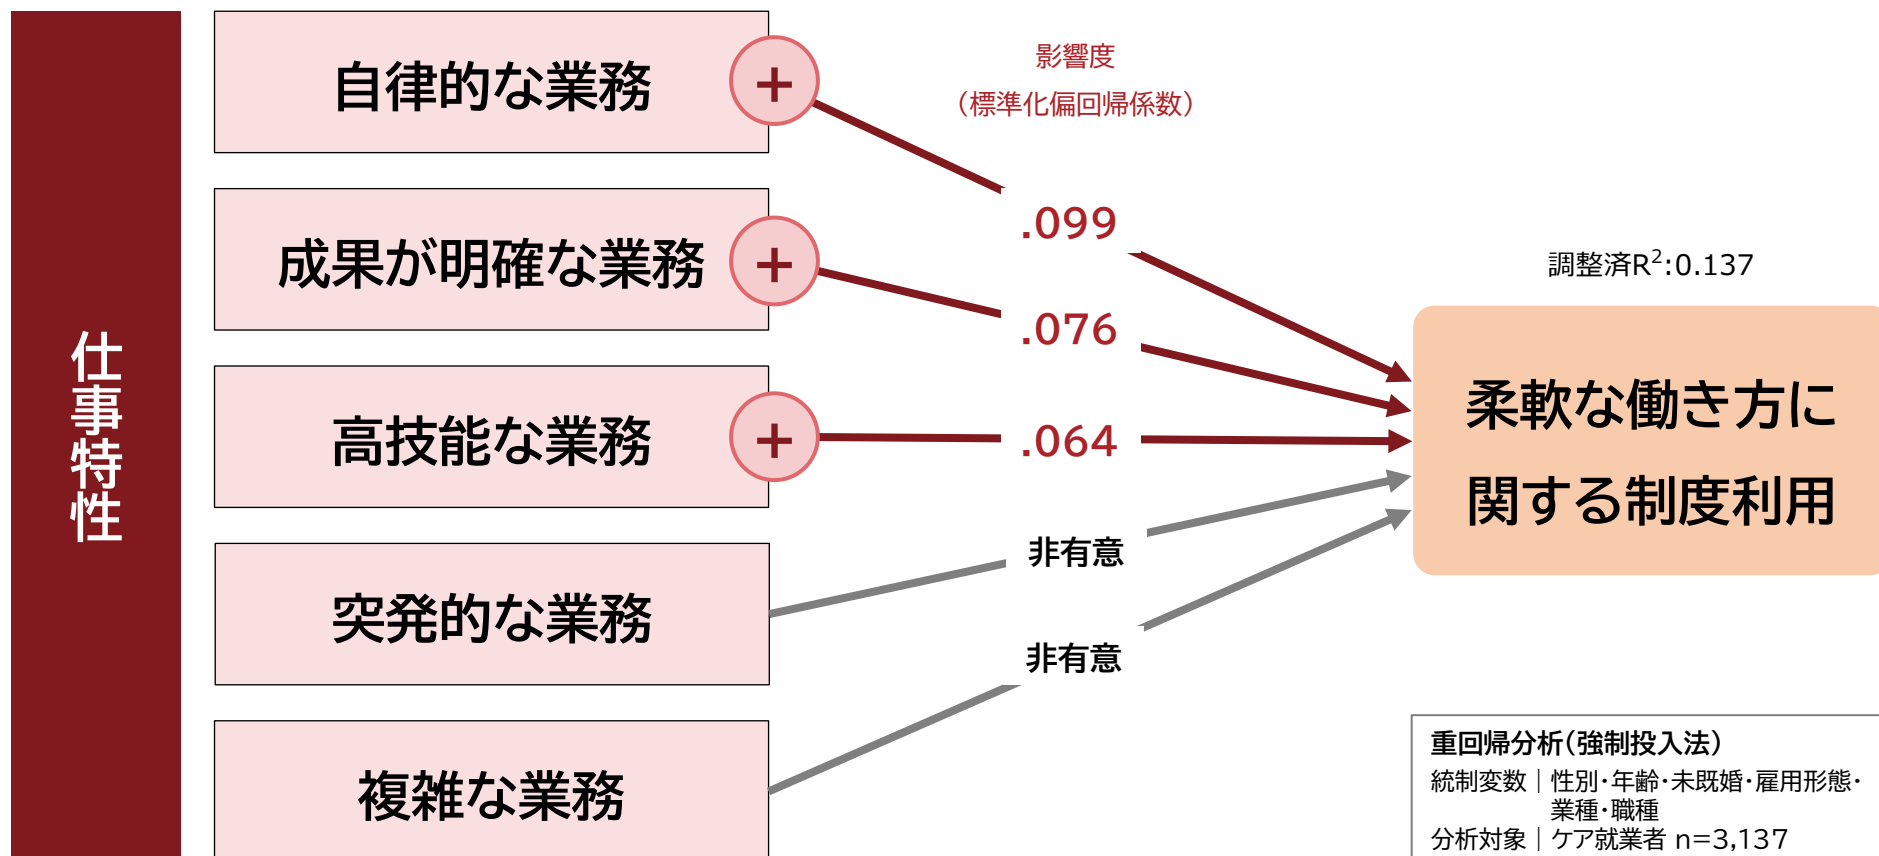 仕事特性
自律的な業務
+
成果が明確な業務
+
高技能な業務
+
突発的な業務
複雑な業務
影響度
（標準化偏回帰係数）
.099
.076
.064
非有意
非有意
調整済R²:0.137
柔軟な働き方に
関する制度利用
重回帰分析（強制投入法）
統制変数｜性別・年齢・未既婚・雇用形態・
業種・職種
分析対象｜ケア就業者 n=3,137